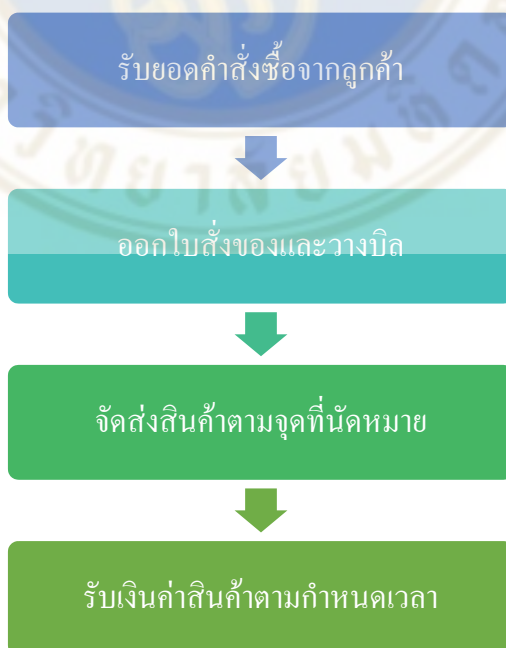 รับยอดคำสั่งซื้อจากลูกค้า
ออกใบสั่งของและวางบิล
จัดส่งสินค้าตามจุดที่นัดหมาย
รับเงินค่าสินค้าตามกำหนดเวลา